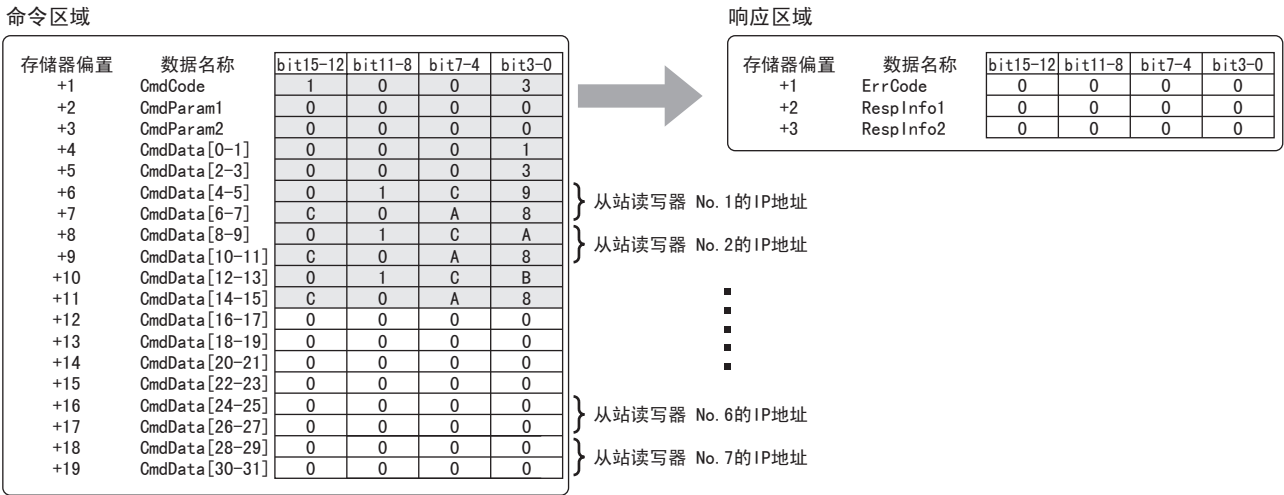 命令区域
存储器偏置 数据名称 bit15-12 bit11-8 bit7-4 bit3-0
+1 CmdCode 1 0 0 3
+2 CmdParam1 0 0 0 0
+3 CmdParam2 0 0 0 0
+4 CmdData[0-1] 0 0 0 1
+5 CmdData[2-3] 0 0 0 3
+6 CmdData[4-5] 0 1 C 9
+7 CmdData[6-7] C 0 A 8
从站读写器 No.1的IP地址
+8 CmdData[8-9] 0 1 C A
+9 CmdData[10-11] C 0 A 8
从站读写器 No.2的IP地址
+10 CmdData[12-13] 0 1 C B
+11 CmdData[14-15] C 0 A 8
+12 CmdData[16-17] 0 0 0 0
+13 CmdData[18-19] 0 0 0 0
+14 CmdData[20-21] 0 0 0 0
+15 CmdData[22-23] 0 0 0 0
+16 CmdData[24-25] 0 0 0 0
+17 CmdData[26-27] 0 0 0 0
从站读写器 No.6的IP地址
+18 CmdData[28-29] 0 0 0 0
+19 CmdData[30-31] 0 0 0 0
从站读写器 No.7的IP地址
响应区域
存储器偏置 数据名称 bit15-12 bit11-8 bit7-4 bit3-0
+1 ErrCode 0 0 0 0
+2 RespInfo1 0 0 0 0
+3 RespInfo2 0 0 0 0